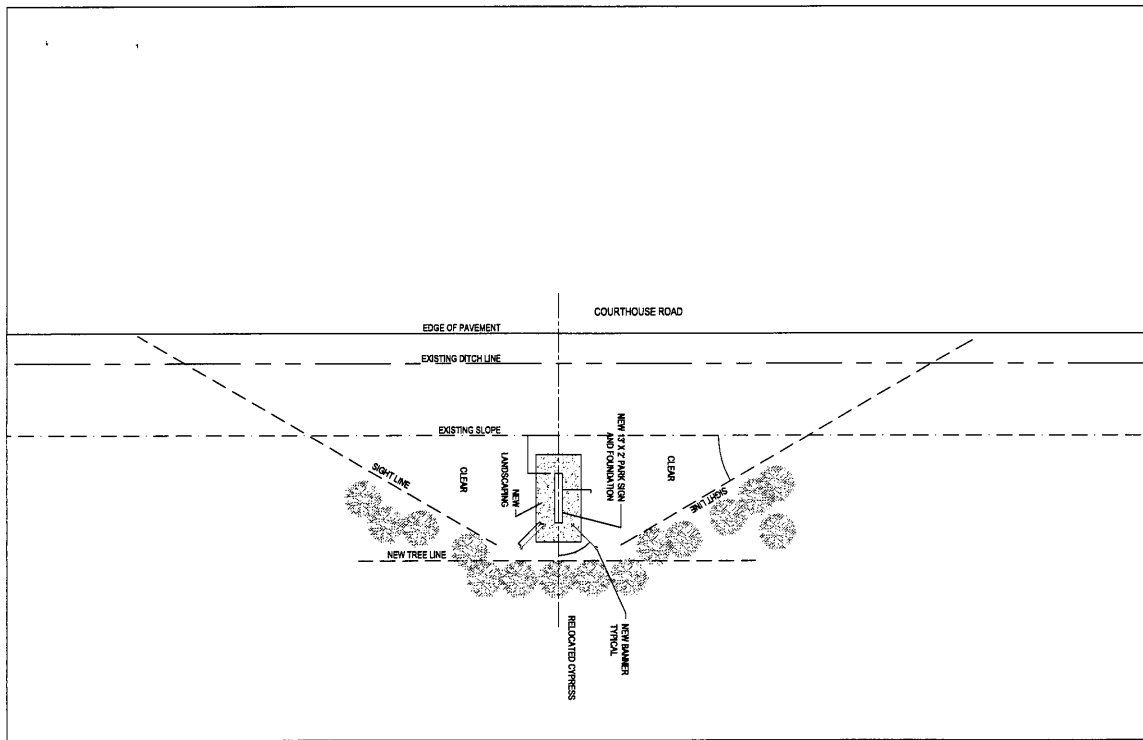 COURTHOUSE ROAD
EDGE OF PAVEMENT
EXISTING DITCH LINE
EXISTING SLOPE
NEW 13' X 2' PARK SIGN
AND FOUNDATION
CLEAR
CLEAR
SIGHT LINE
SIGHT LINE
NEW
LANDSCAPING
NEW TREE LINE
NEW BANNER
TYPICAL
RELOCATED CYPRESS